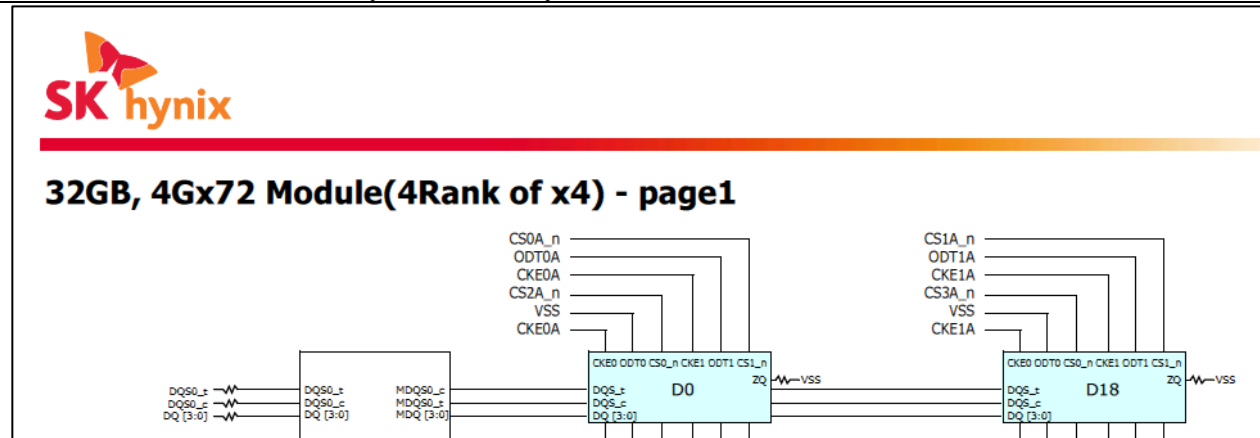 SK hynix
32GB, 4Gx72 Module(4Rank of x4) - page1
CS0A_n
ODT0A
CKE0A
CS2A_n
VSS
CKE0A
CS1A_n
ODT1A
CKE1A
CS3A_n
VSS
CKE1A
CKE0 ODT0 CS0_n CKE1 ODT1 CS1_n
ZQ
VSS
D0
DQS_t
DQS_c
DQ [3:0]
CKE0 ODT0 CS0_n CKE1 ODT1 CS1_n
ZQ
VSS
D18
DQS_t
DQS_c
DQ [3:0]
DQS0_t
DQS0_c
DQ [3:0]
DQS0_t
DQS0_c
DQ [3:0]
MDQS0_c
MDQS0_t
MDQ [3:0]